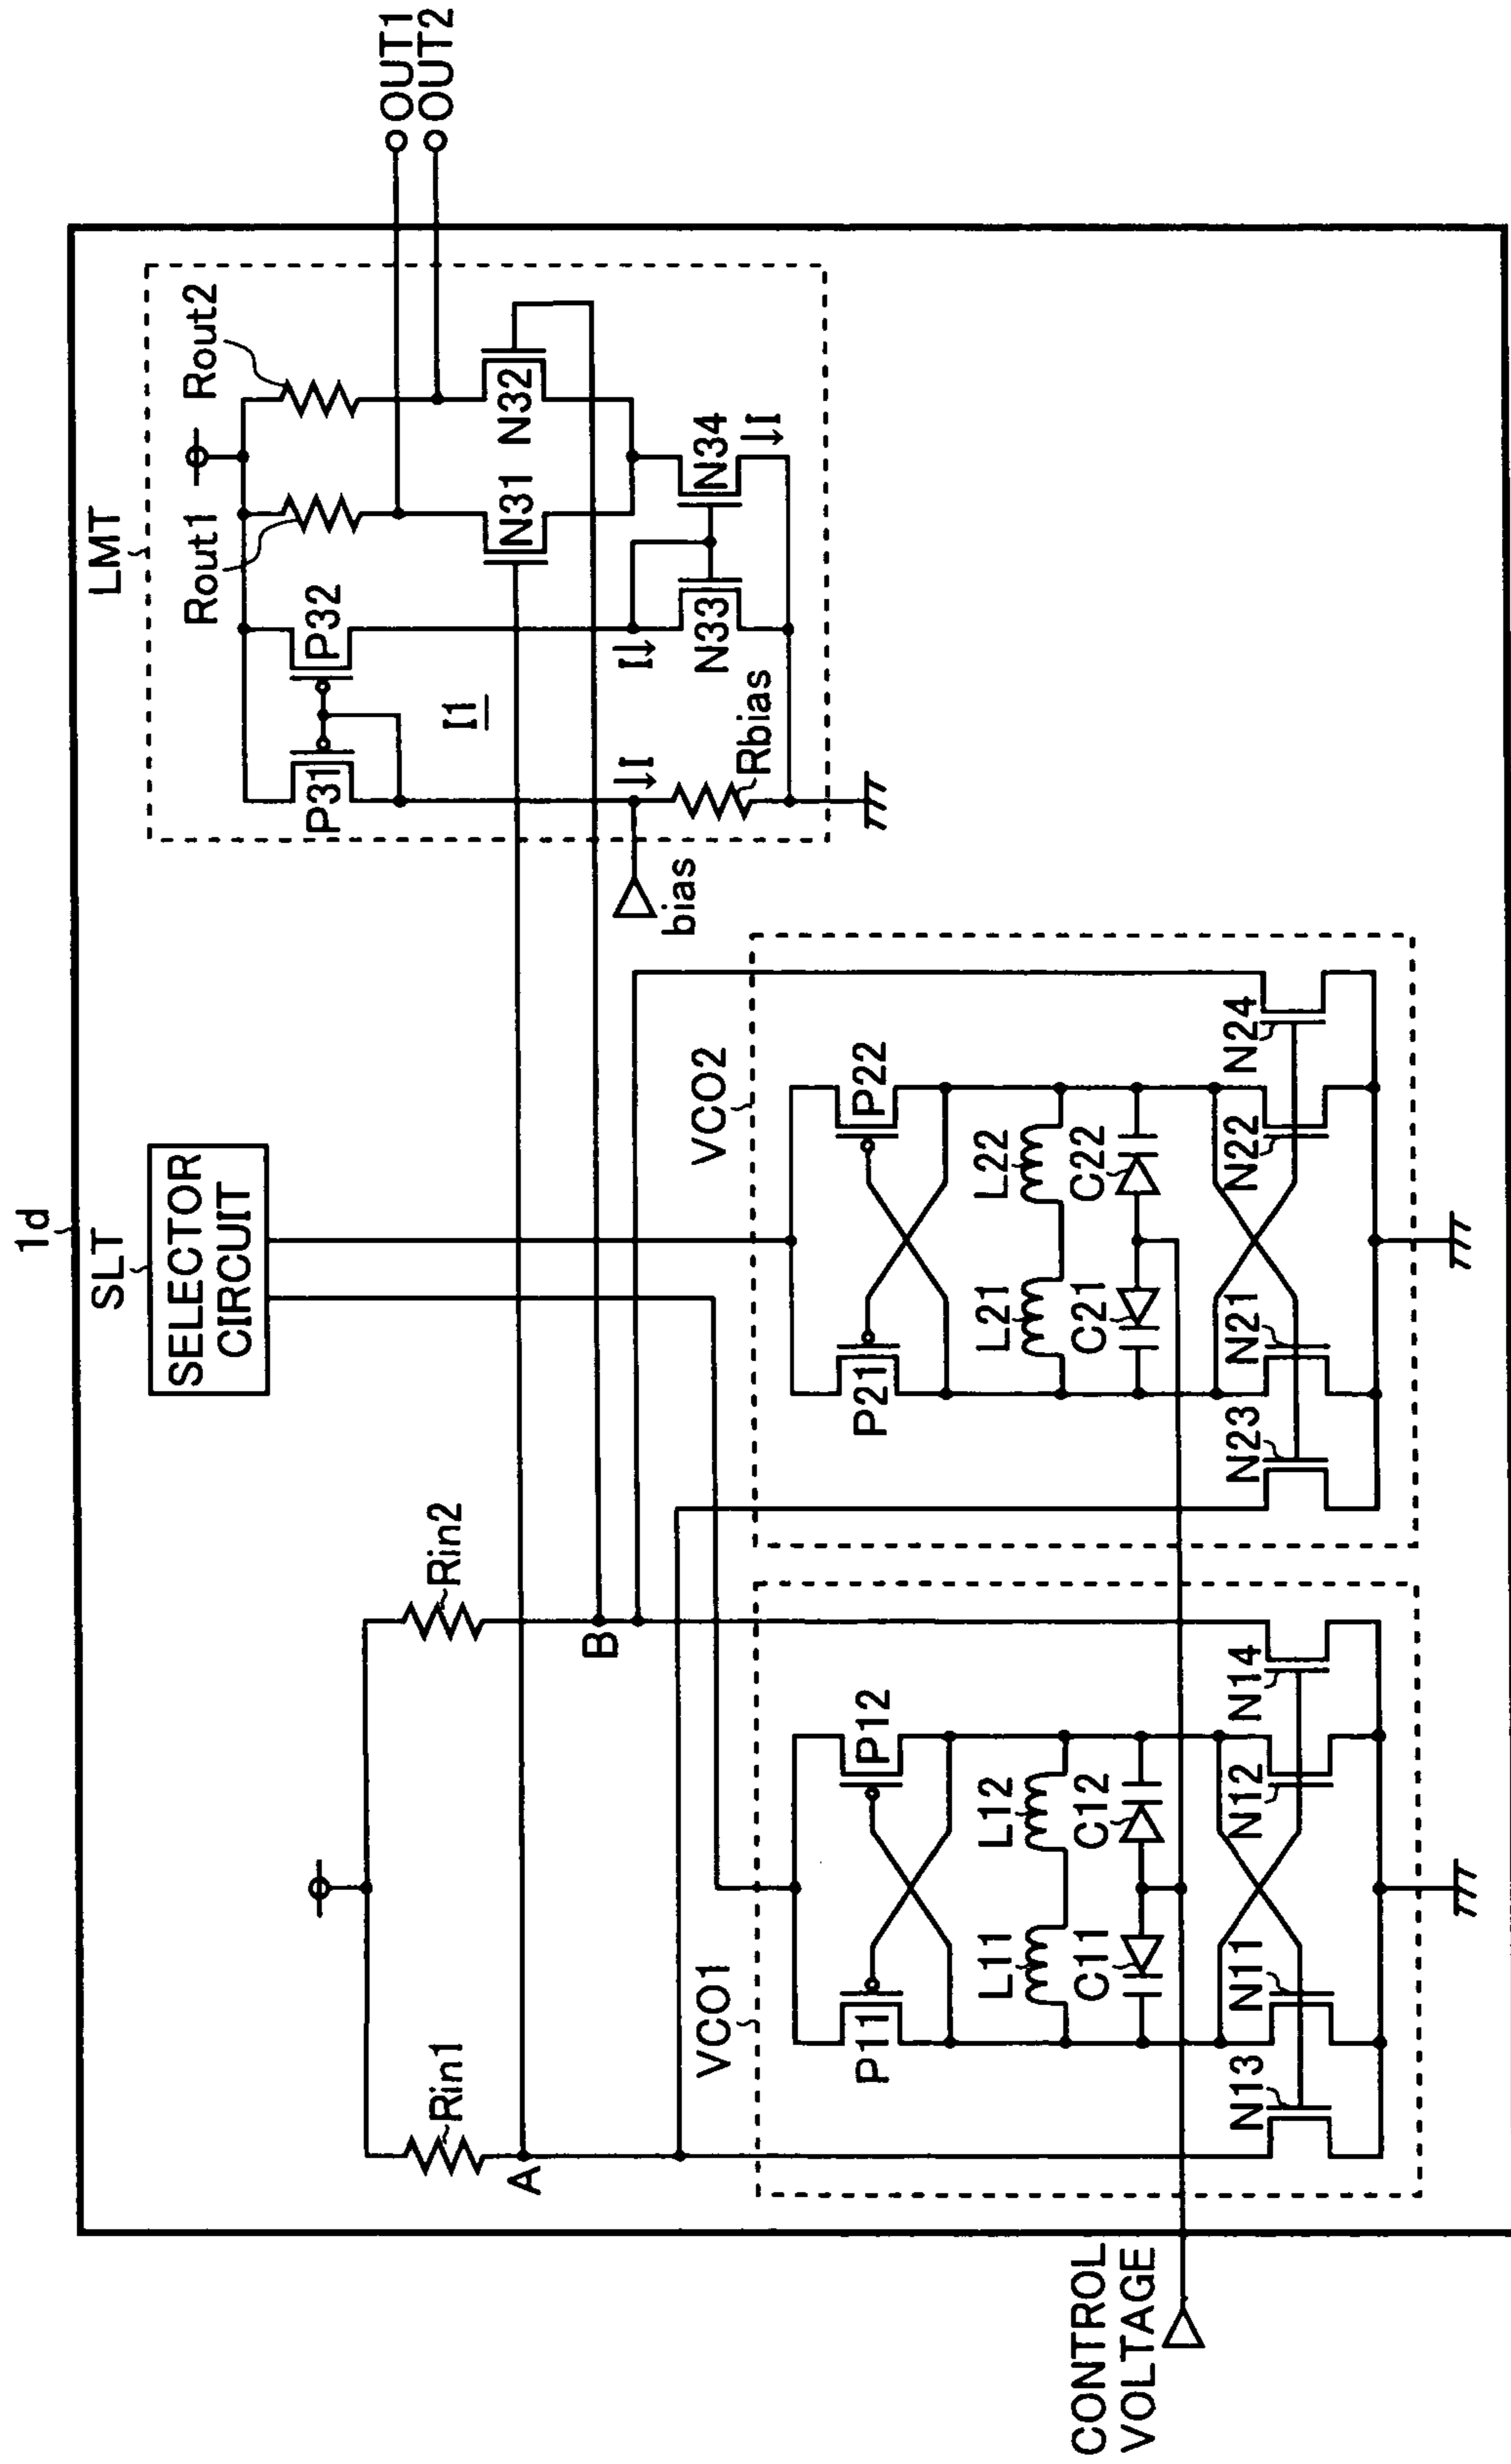 1d
SLT
SELECTOR
CIRCUIT
LMT
Rout1
Rout2
OUT1
OUT2
P31
P32
I1
N31
N32
I
I
I
N33
N34
Rbias
bias
Rin1
Rin2
A
B
VCO1
P11
P12
L11
L12
C11
C12
N13
N11
N12
N14
VCO2
P21
P22
L21
L22
C21
C22
N23
N21
N22
N24
CONTROL
VOLTAGE